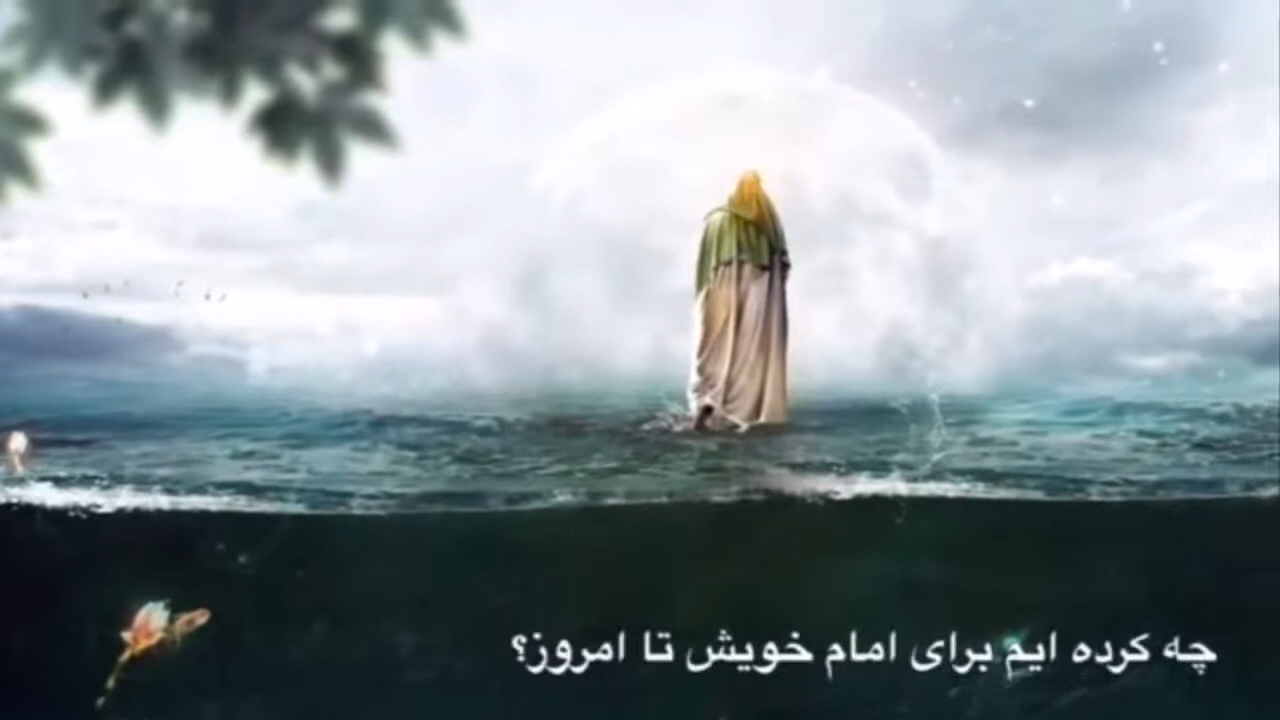 چه کرده ایم برای امام خویش تا امروز؟